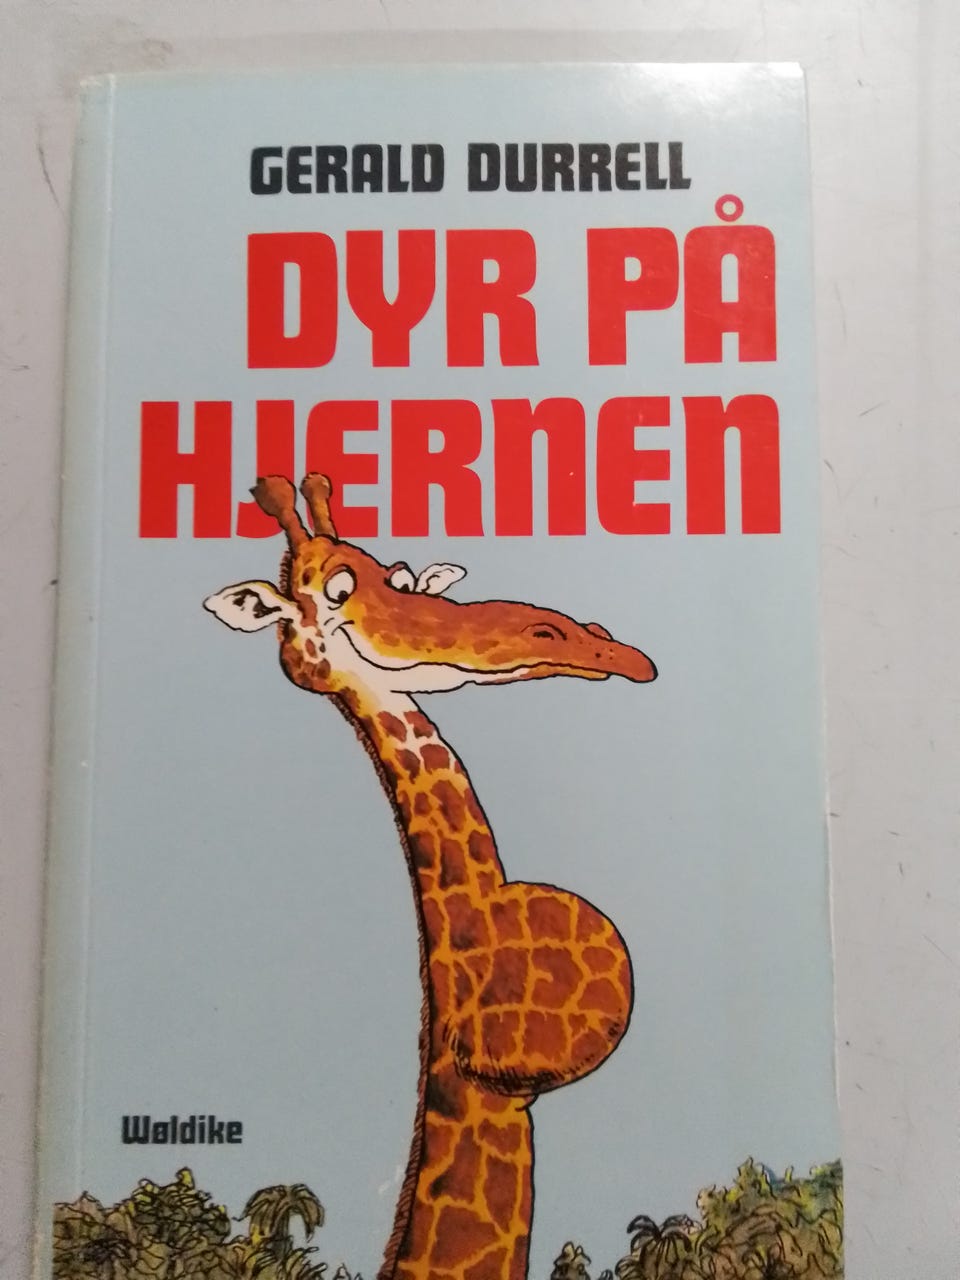 GERALD DURRELL
DYR PÅ
HJERNEN
Wøldike